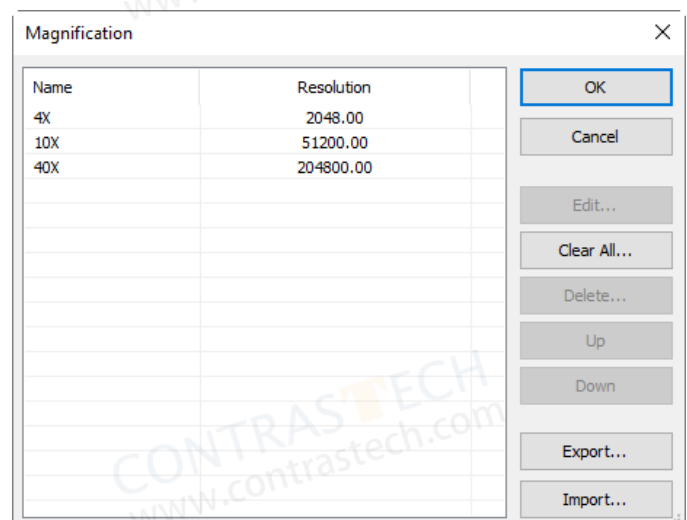 www
Magnification
Name Resolution OK
4X 2048.00
10X 51200.00 Cancel
40X 204800.00
Edit...
Clear All...
Delete...
Up
Down
CONTRASTECH
www.contrastech.com
Export...
Import...